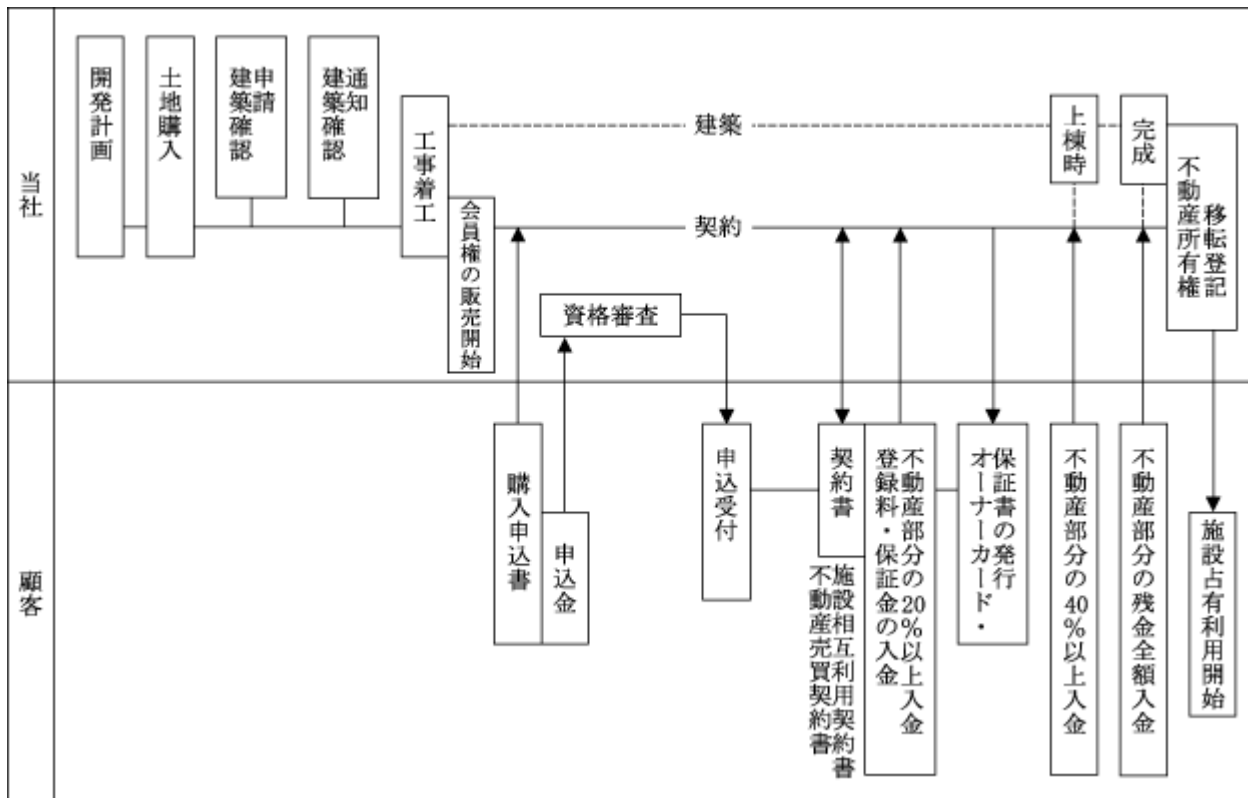 当社
開発計画
土地購入
建築確認
申請
建築確認
通知
工事着工
会員権の販売開始
建築
契約
上棟時
完成
不動産所有権
移転登記
資格審査
顧客
購入申込書
申込金
申込受付
契約書
不動産売買契約書
施設相互利用契約書
登録料・保証金の入金
不動産部分の20%以上入金
オーナーカード・
保証書の発行
不動産部分の40%以上入金
不動産部分の残金全額入金
施設占有利用開始